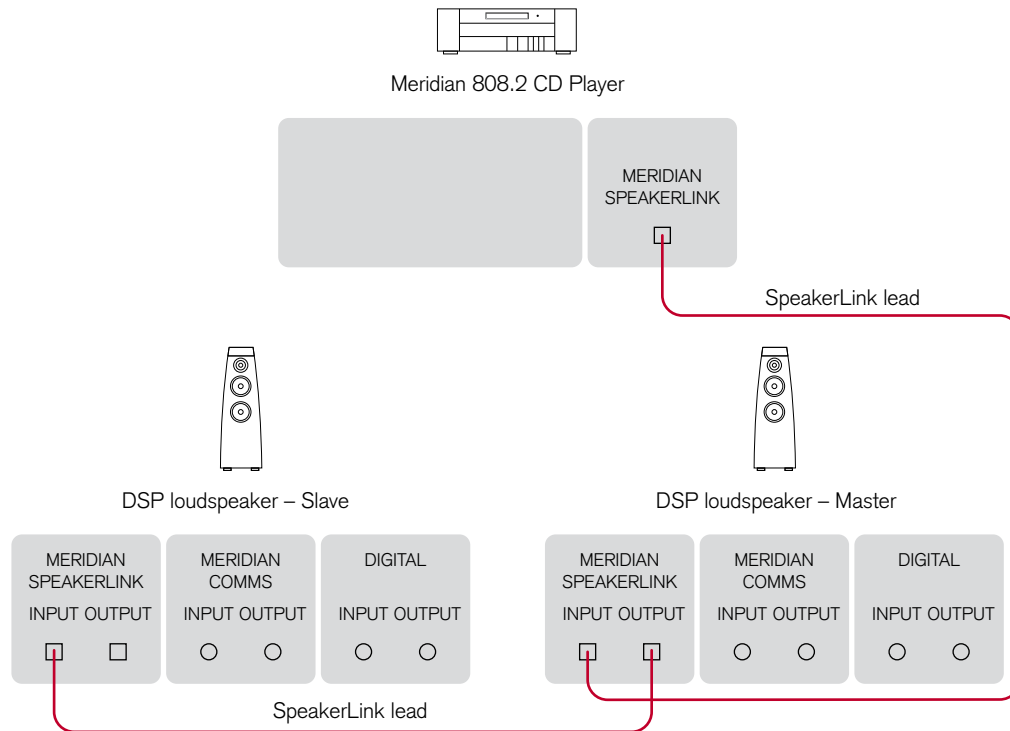 Meridian 808.2 CD Player
MERIDIAN
SPEAKERLINK
SpeakerLink lead
DSP loudspeaker – Slave
DSP loudspeaker – Master
MERIDIAN
SPEAKERLINK
INPUT OUTPUT
MERIDIAN
COMMS
INPUT OUTPUT
DIGITAL
INPUT OUTPUT
MERIDIAN
SPEAKERLINK
INPUT OUTPUT
MERIDIAN
COMMS
INPUT OUTPUT
DIGITAL
INPUT OUTPUT
SpeakerLink lead